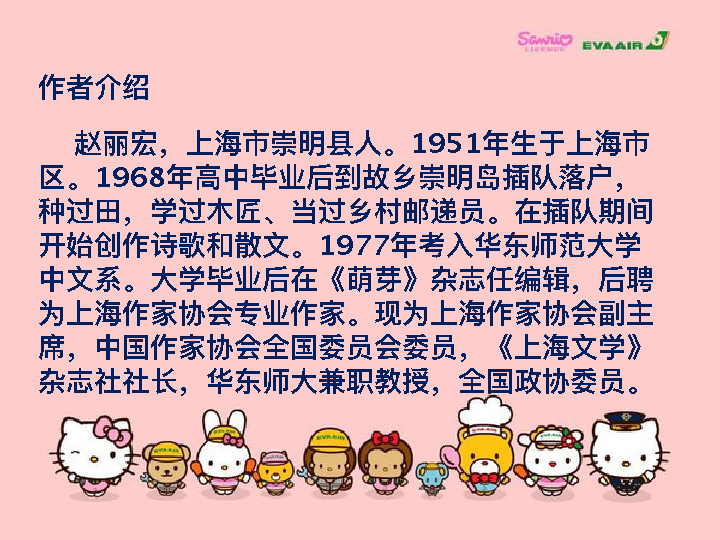 Sanrio
LICENCE
EVA AIR
作者介绍
赵丽宏，上海市崇明县人。1951年生于上海市
区。1968年高中毕业后到故乡崇明岛插队落户，
种过田，学过木匠、当过乡村邮递员。在插队期间
开始创作诗歌和散文。1977年考入华东师范大学
中文系。大学毕业后在《萌芽》杂志任编辑，后聘
为上海作家协会专业作家。现为上海作家协会副主
席，中国作家协会全国委员会委员，《上海文学》
杂志社社长，华东师大兼职教授，全国政协委员。
EVA AIR
EVA AIR